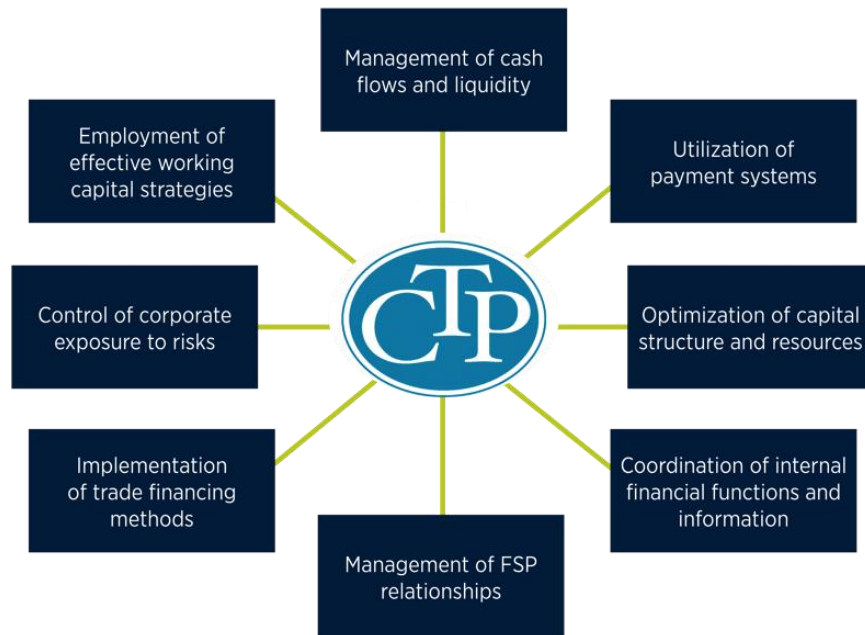 Management of cash
flows and liquidity
Employment of
effective working
capital strategies
Utilization of
payment systems
CTP
Control of corporate
exposure to risks
Optimization of capital
structure and resources
Implementation
of trade financing
methods
Coordination of internal
financial functions and
information
Management of FSP
relationships